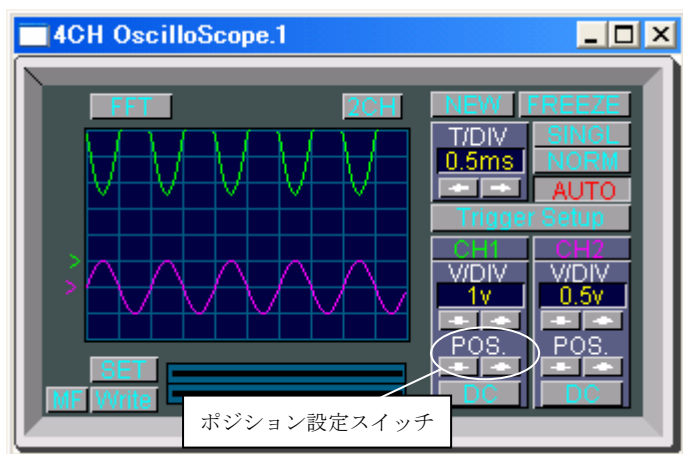 4CH OscilloScope.1
FFT 2CH NEW FREEZE
T/DIV SINGL
0.5ms NORM
AUTO
Trigger Setup
CH1 CH2
V/DIV V/DIV
1v 0.5v
POS. POS.
SET
MF Write DC DC
ポジション設定スイッチ